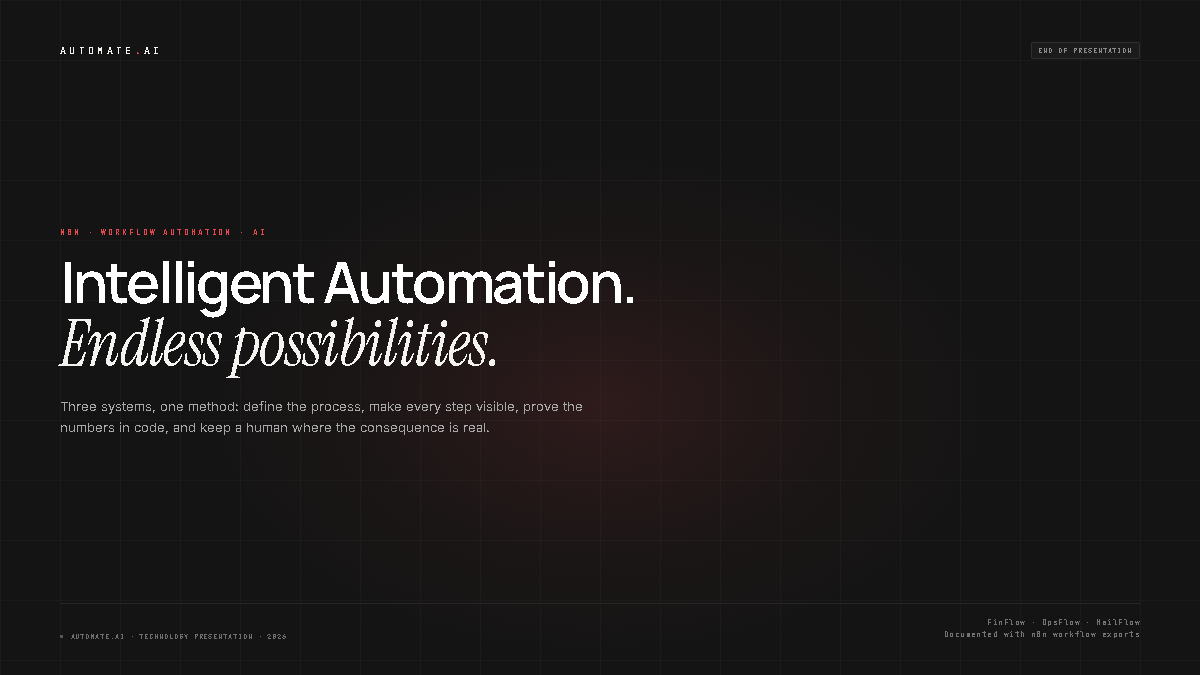 AUTOMATE.AI
END OF PRESENTATION
N8N · WORKFLOW AUTOMATION · AI
Intelligent Automation.
Endless possibilities.
Three systems, one method: define the process, make every step visible, prove the
numbers in code, and keep a human where the consequence is real.
FinFlow · OpsFlow · MailFlow
AUTOMATE.AI · TECHNOLOGY PRESENTATION · 2026
Documented with n8n workflow exports